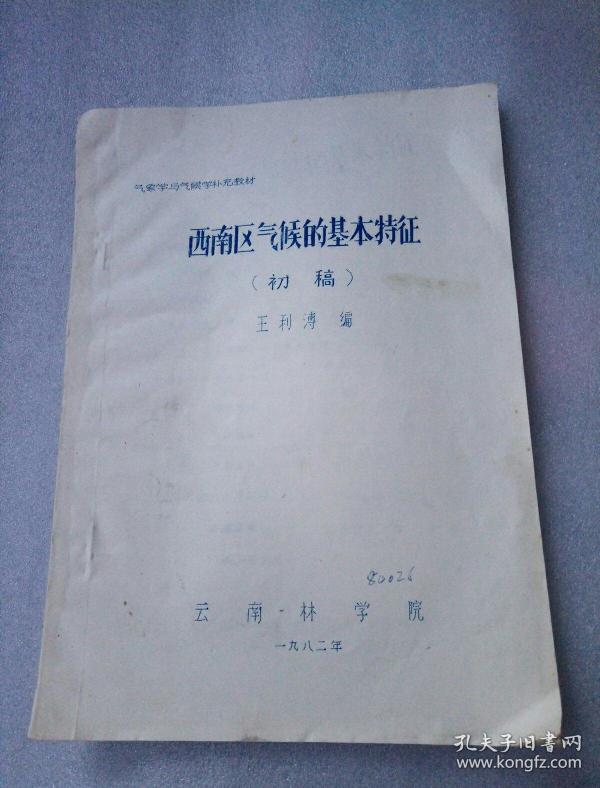 气象学与气候学补充教材
西南区气候的基本特征
（初稿）
王利溥 编
80026
云南林学院
一九八二年
孔夫子旧书网
www.kongfz.com